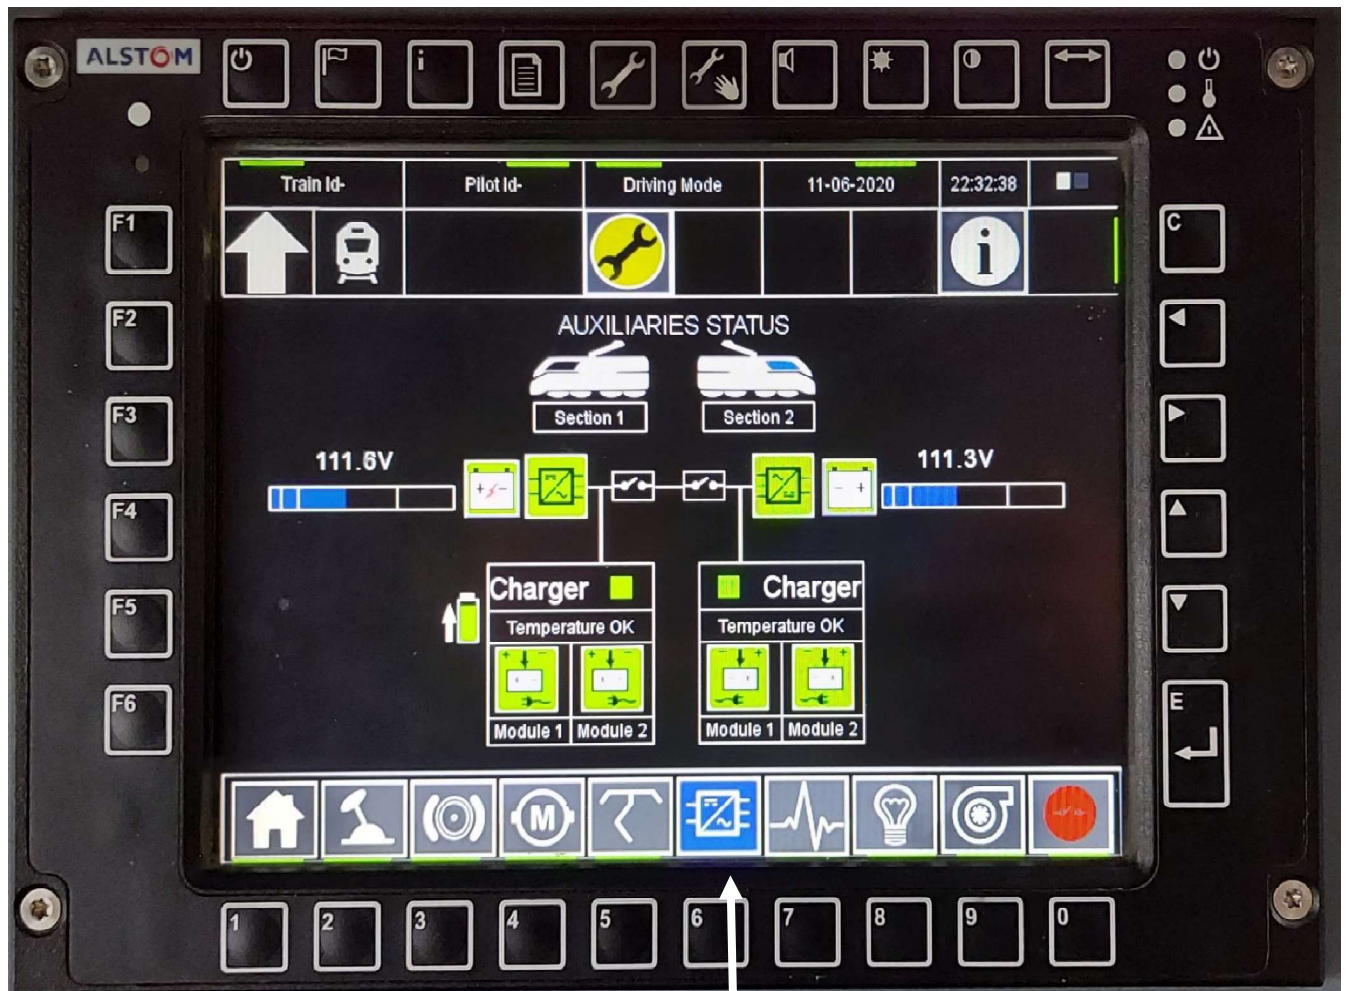 ALSTOM
i
Train Id-
Pilot Id-
Driving Mode
11-06-2020
22:32:38
F1
C
i
F2
AUXILIARIES STATUS
F3
Section 1
Section 2
111.6V
111.3V
+ -
- +
F4
F5
Charger
Charger
Temperature OK
Temperature OK
+ -
+ -
- +
- +
F6
E
Module 1
Module 2
Module 1
Module 2
M
1
2
3
4
5
6
7
8
9
0